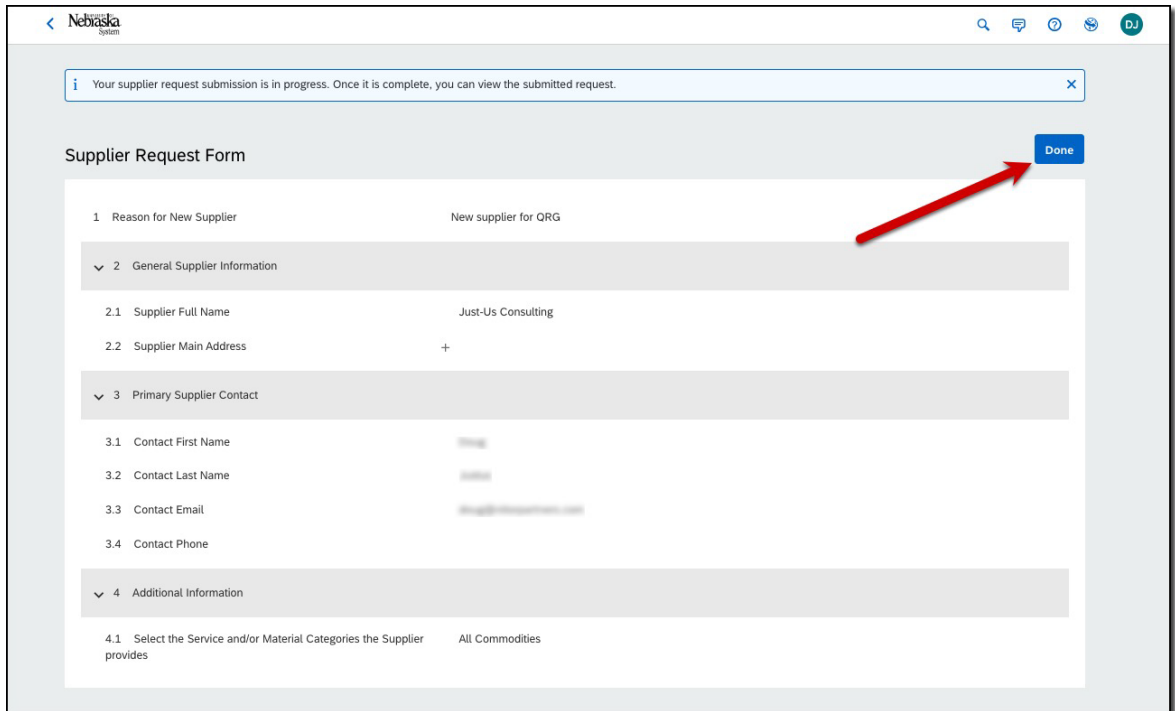 Nebraska
System
DJ
i Your supplier request submission is in progress. Once it is complete, you can view the submitted request.
Supplier Request Form
Done
1 Reason for New Supplier New supplier for QRG
2 General Supplier Information
2.1 Supplier Full Name Just-Us Consulting
2.2 Supplier Main Address +
3 Primary Supplier Contact
3.1 Contact First Name
3.2 Contact Last Name
3.3 Contact Email
3.4 Contact Phone
4 Additional Information
4.1 Select the Service and/or Material Categories the Supplier All Commodities
provides